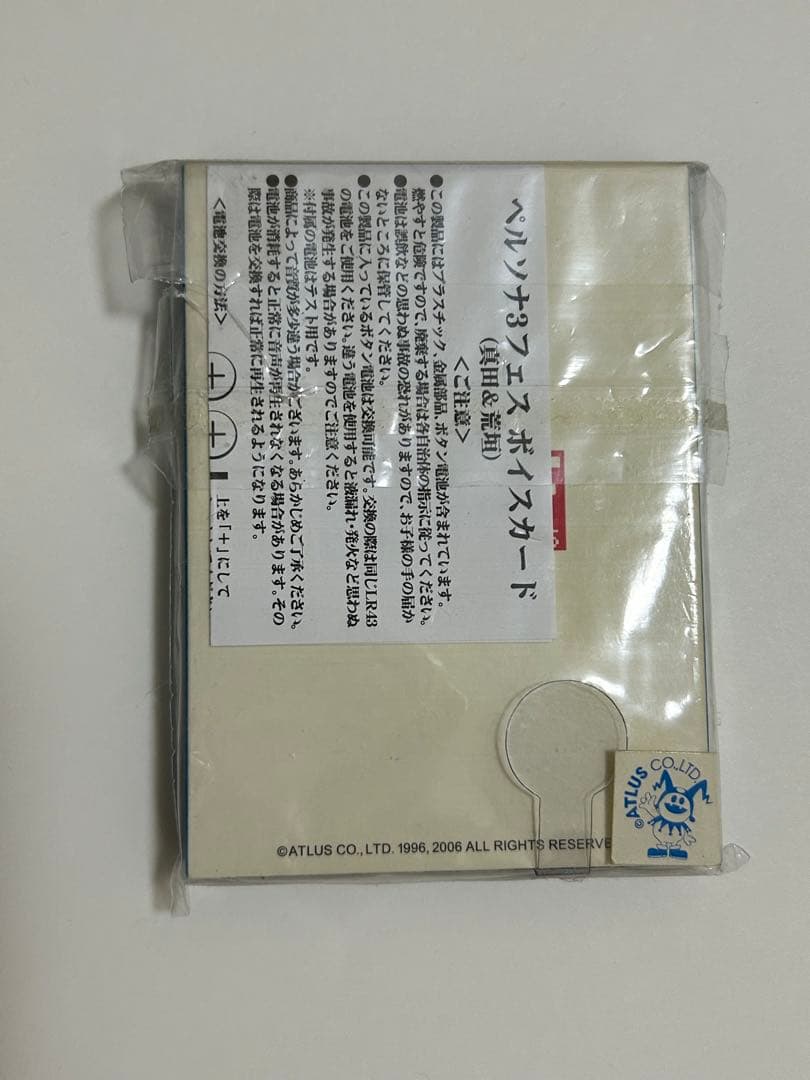 ペルソナ3フェス ボイスカード
(真田&荒垣)
<ご注意>
●この製品にはプラスチック、金属部品、ボタン電池が含まれています。
燃やすと危険ですので、廃棄する場合は各自治体の指示に従ってください。
●電池は誤飲などの思わぬ事故の恐れがありますので、お子様の手の届か
ないところに保管してください。
●この製品に入っているボタン電池は交換可能です。交換の際は同じLR43
の電池をご使用ください。違う電池を使用すると液漏れ・発火など思わぬ
事故が発生する場合がありますのでご注意ください。
※付属の電池はテスト用です。
●商品によって音質が多少違う場合がございます。あらかじめご了承ください。
●電池が消耗すると正常に音声が再生されなくなる場合があります。その
際は電池を交換すれば正常に再生されるようになります。
<電池交換の方法>
上を「+」にして
©ATLUS CO., LTD. 1996, 2006 ALL RIGHTS RESERVE
©ATLUS CO.,LTD.